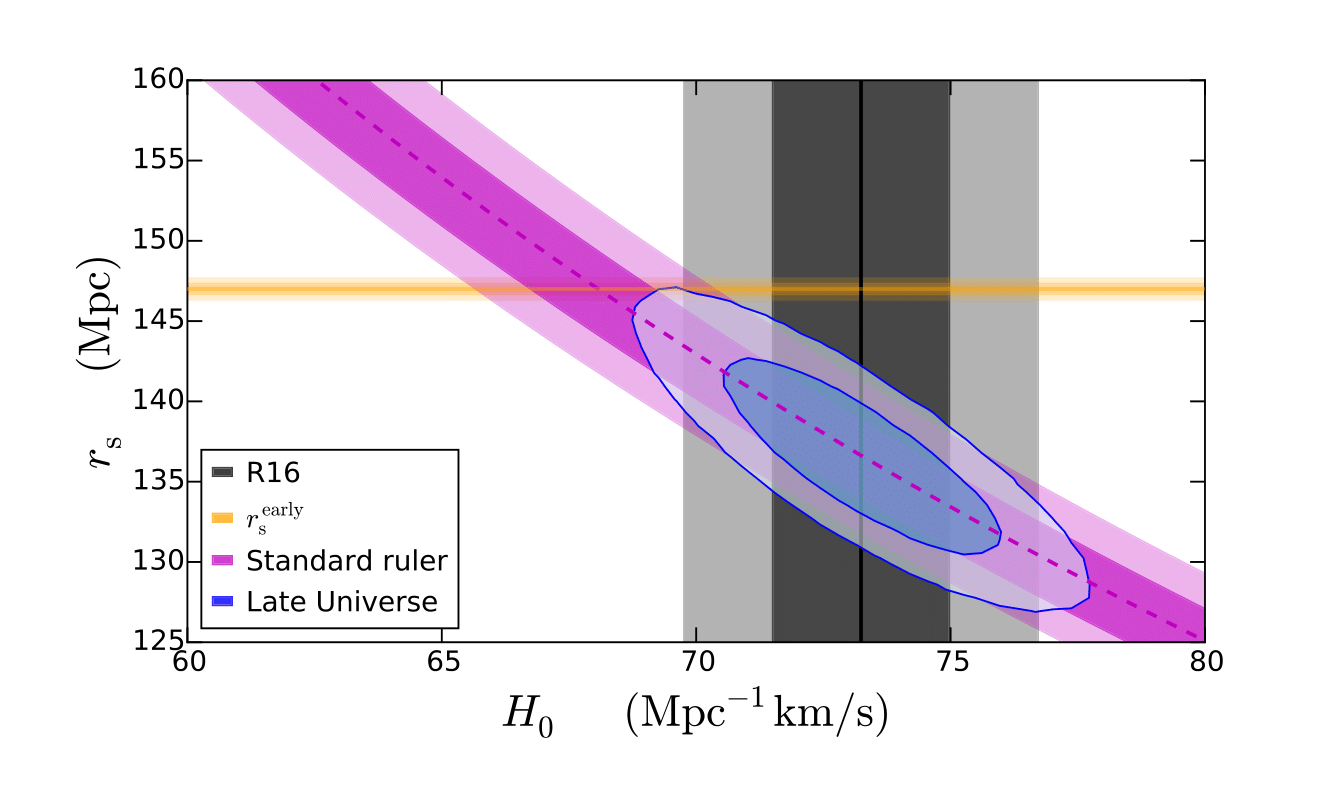 160
155
150
145
140
135
130
125
r_s (Mpc)
R16
r_s^early
Standard ruler
Late Universe
60 65 70 75 80
H_0 (Mpc^−1 km/s)